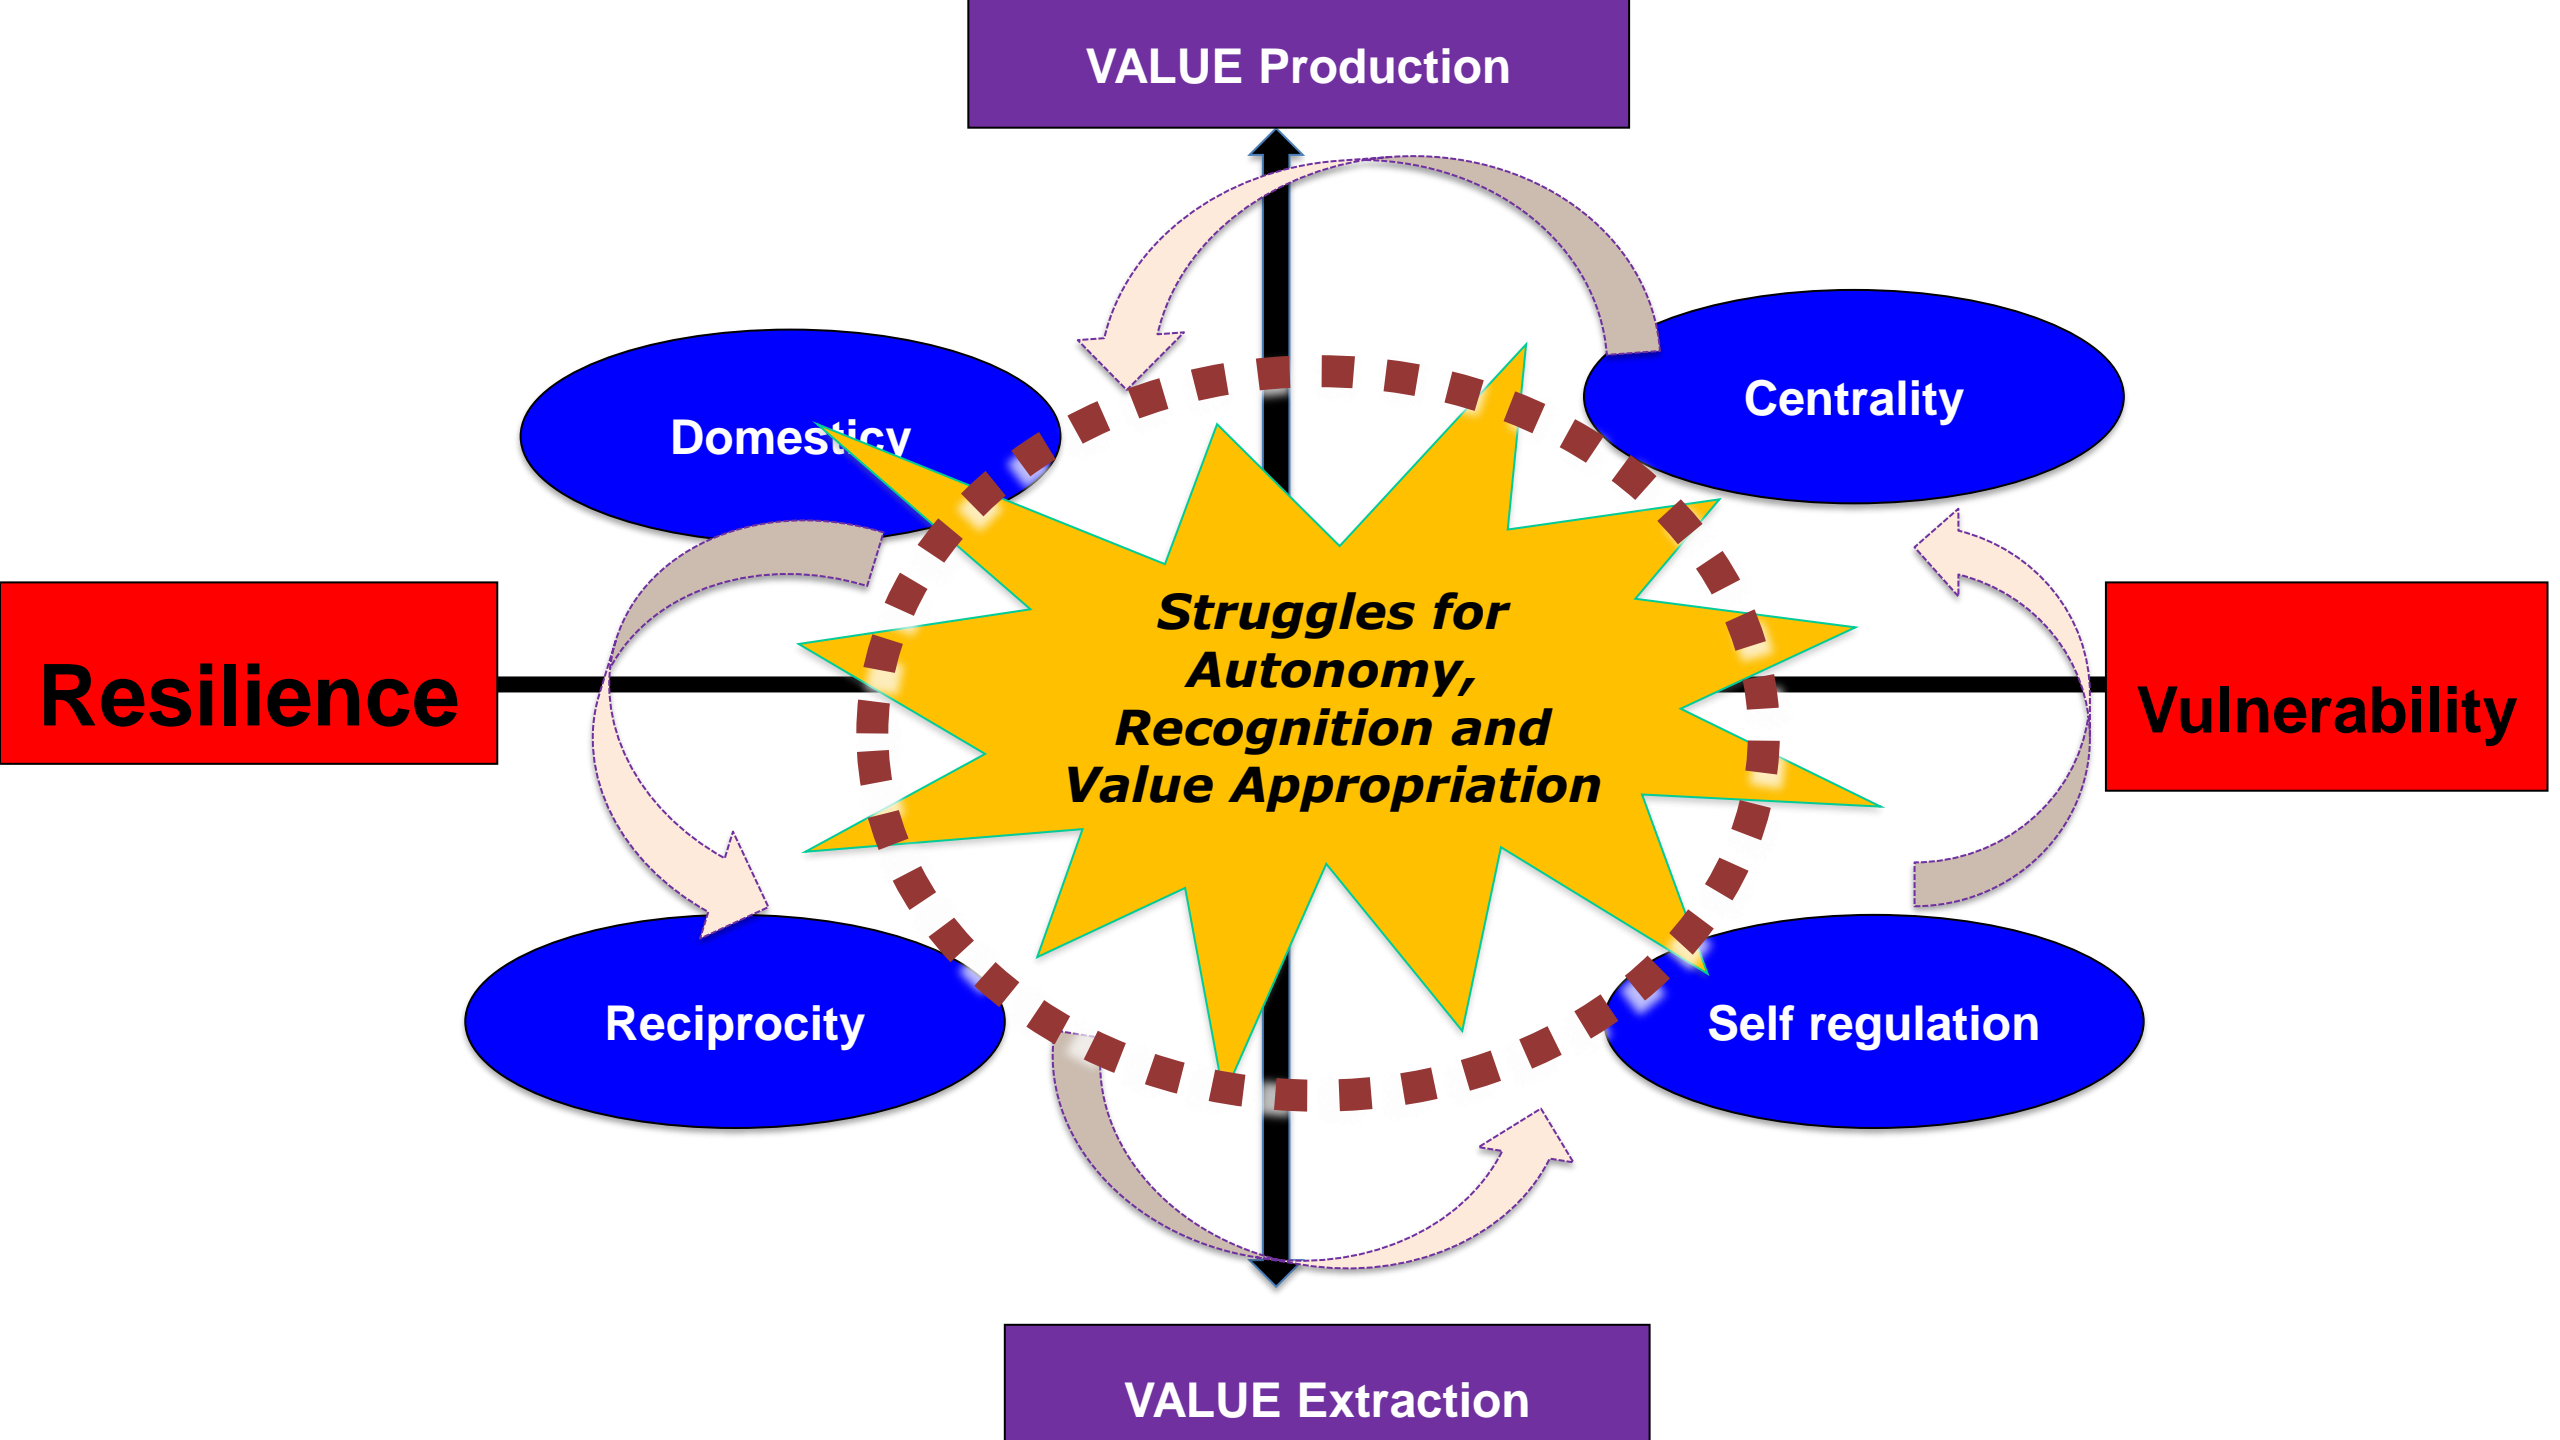 VALUE Production
Centrality
Domesticy
Struggles for
Autonomy,
Recognition and
Value Appropriation
Resilience
Vulnerability
Reciprocity
Self regulation
VALUE Extraction